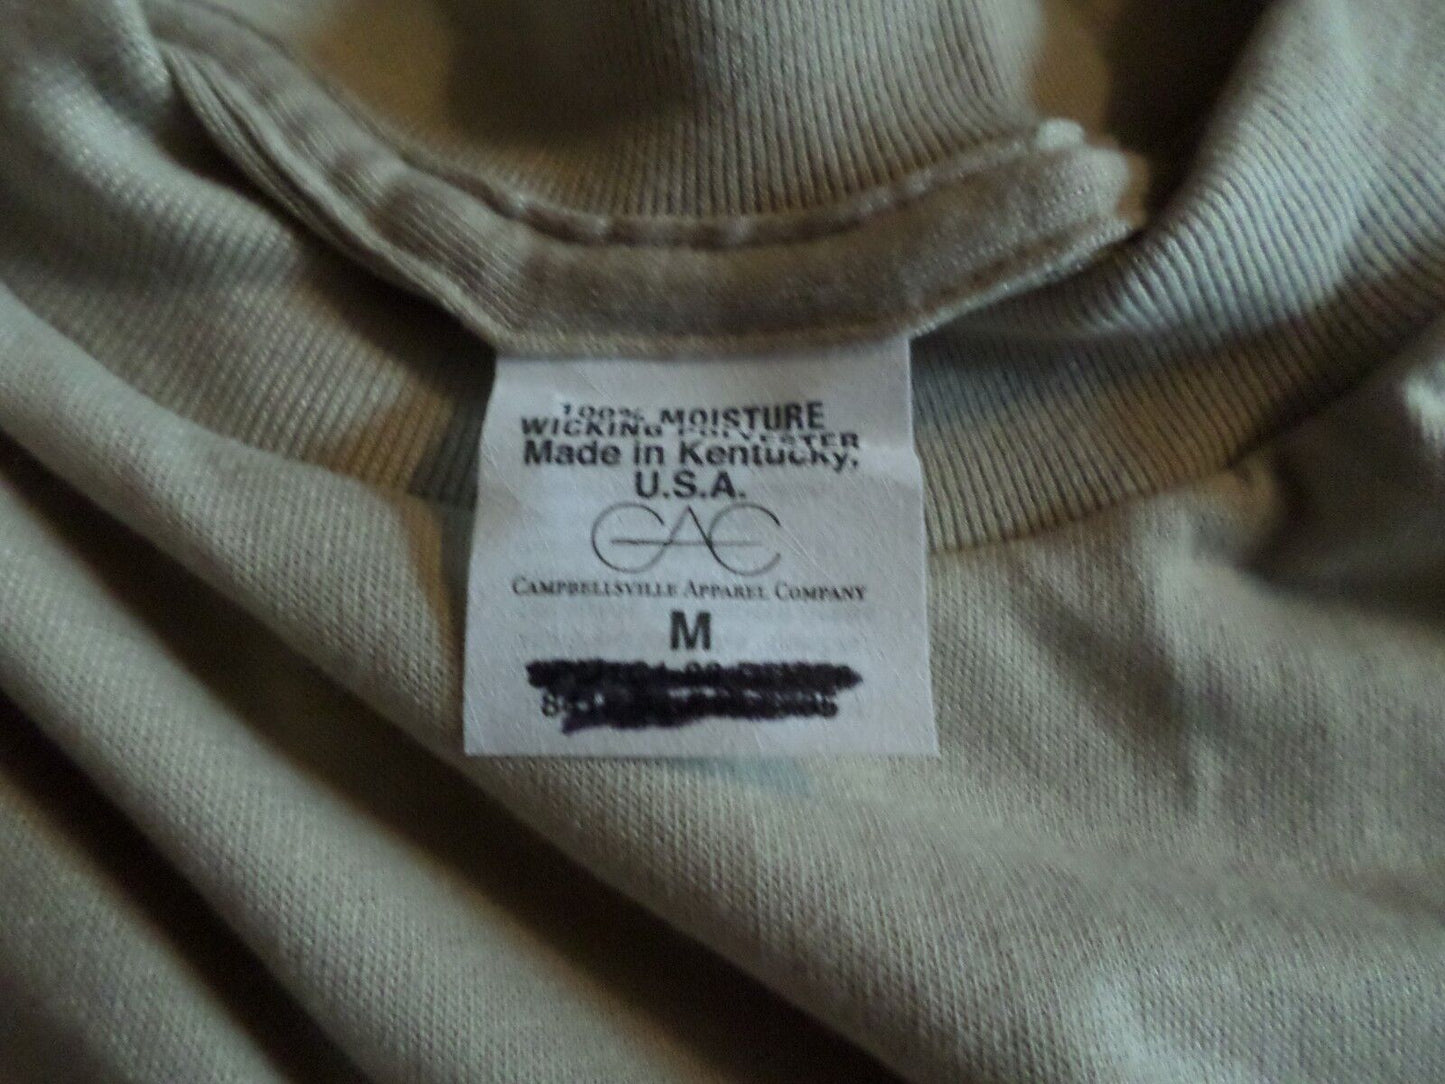 100% MOISTURE
WICKING POLYESTER
Made in Kentucky,
U.S.A.
CAC
CAMPBELLSVILLE APPAREL COMPANY
M